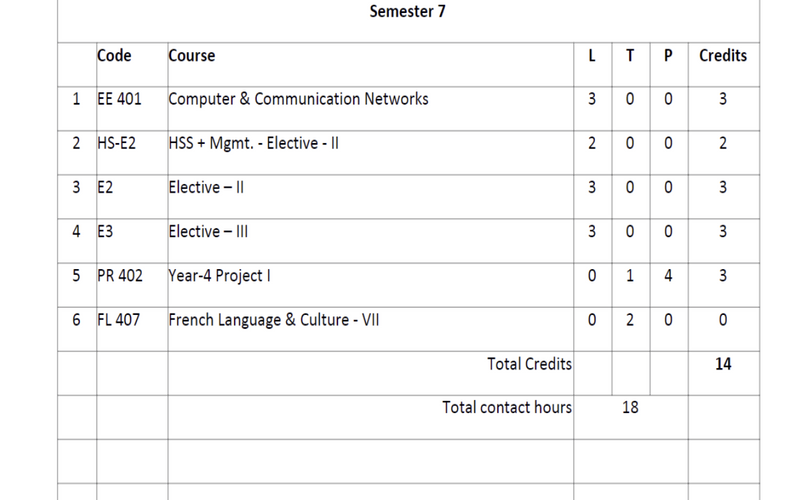 Semester 7
Code Course L T P Credits
1 EE 401 Computer & Communication Networks 3 0 0 3
2 HS-E2 HSS + Mgmt. - Elective - II 2 0 0 2
3 E2 Elective – II 3 0 0 3
4 E3 Elective – III 3 0 0 3
5 PR 402 Year-4 Project I 0 1 4 3
6 FL 407 French Language & Culture - VII 0 2 0 0
Total Credits 14
Total contact hours 18